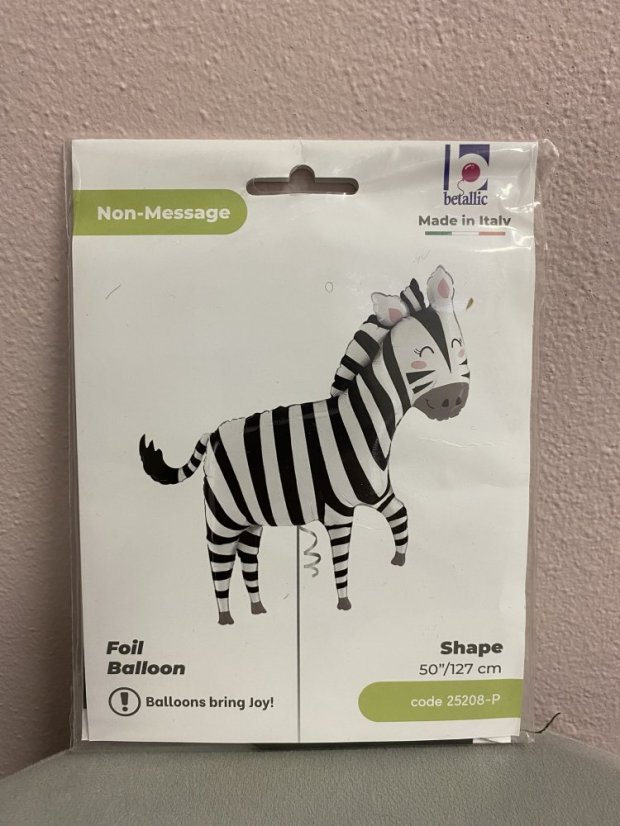 Non-Message
betallic
Made in Italy
Foil
Balloon
Balloons bring Joy!
Shape
50”/127 cm
code 25208-P